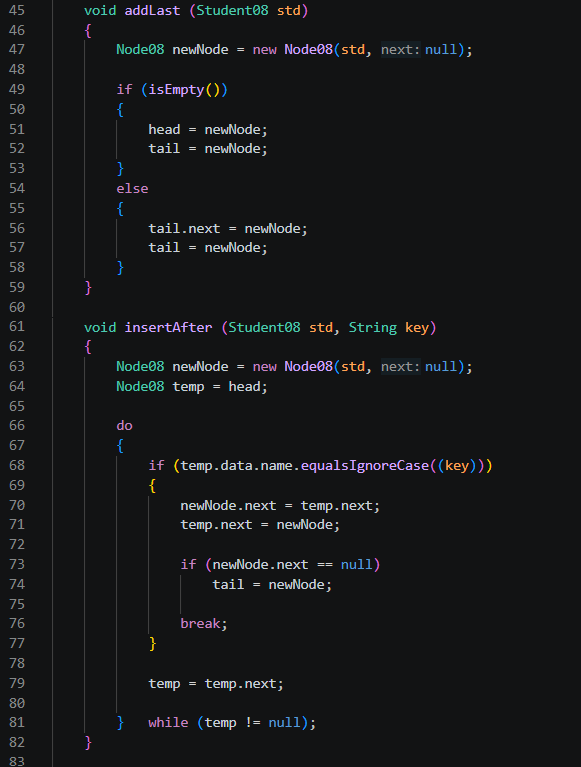 45 void addLast (Student08 std)
46 {
47 Node08 newNode = new Node08(std, next: null);
48
49 if (isEmpty())
50 {
51 head = newNode;
52 tail = newNode;
53 }
54 else
55 {
56 tail.next = newNode;
57 tail = newNode;
58 }
59 }
60
61 void insertAfter (Student08 std, String key)
62 {
63 Node08 newNode = new Node08(std, next: null);
64 Node08 temp = head;
65
66 do
67 {
68 if (temp.data.name.equalsIgnoreCase((key)))
69 {
70 newNode.next = temp.next;
71 temp.next = newNode;
72
73 if (newNode.next == null)
74 tail = newNode;
75
76 break;
77 }
78
79 temp = temp.next;
80
81 } while (temp != null);
82 }
83